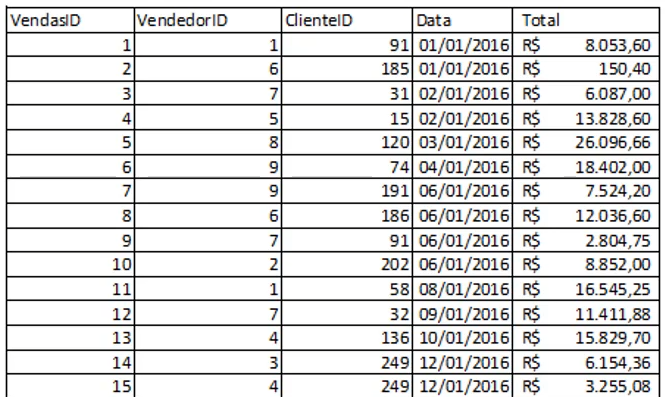 VendasID VendedorID ClienteID Data Total
1 1 91 01/01/2016 R$ 8.053,60
2 6 185 01/01/2016 R$ 150,40
3 7 31 02/01/2016 R$ 6.087,00
4 5 15 02/01/2016 R$ 13.828,60
5 8 120 03/01/2016 R$ 26.096,66
6 9 74 04/01/2016 R$ 18.402,00
7 9 191 06/01/2016 R$ 7.524,20
8 6 186 06/01/2016 R$ 12.036,60
9 7 91 06/01/2016 R$ 2.804,75
10 2 202 06/01/2016 R$ 8.852,00
11 1 58 08/01/2016 R$ 16.545,25
12 7 32 09/01/2016 R$ 11.411,88
13 4 136 10/01/2016 R$ 15.829,70
14 3 249 12/01/2016 R$ 6.154,36
15 4 249 12/01/2016 R$ 3.255,08